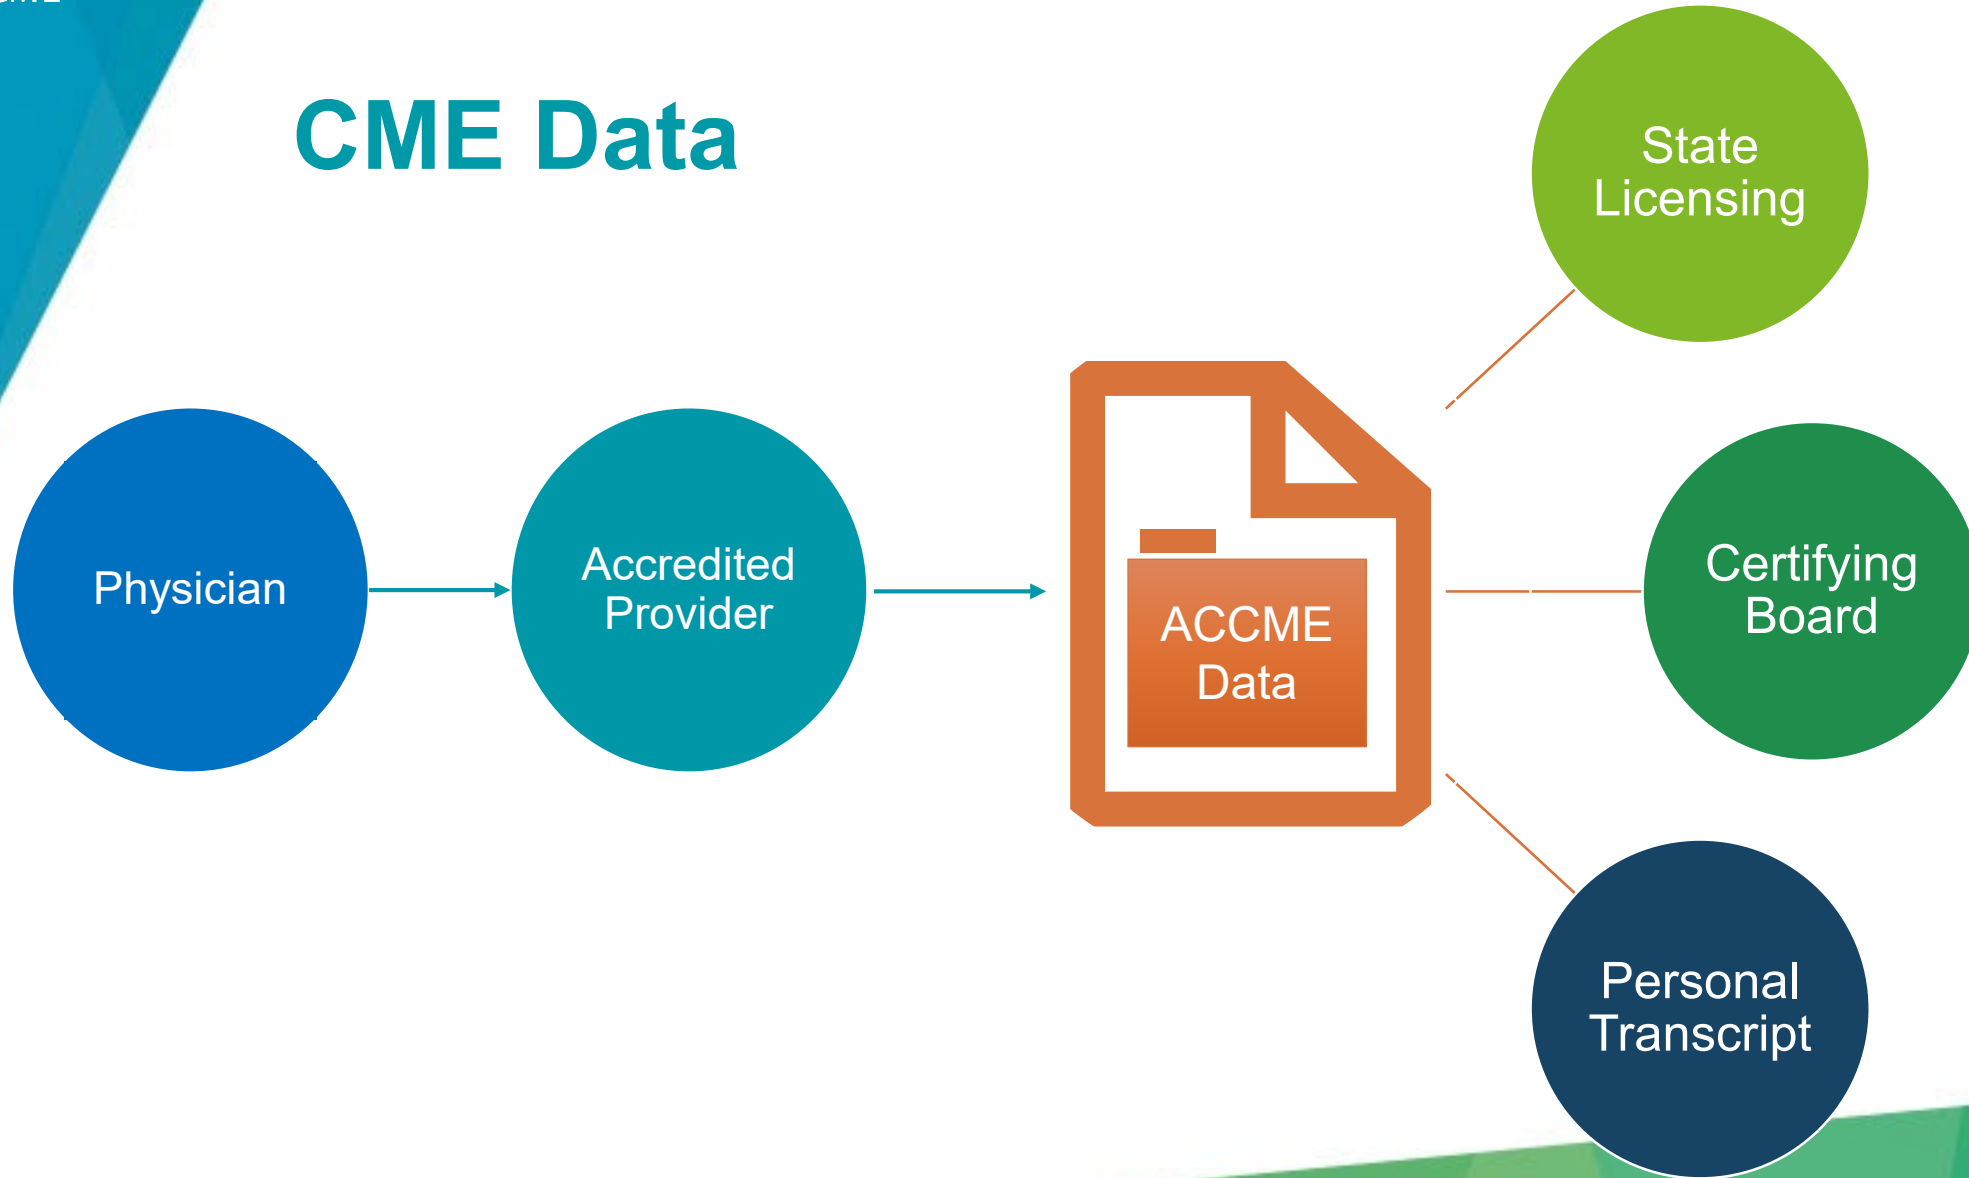 CME Data
State
Licensing
Physician
Accredited
Provider
ACCME
Data
Certifying
Board
Personal
Transcript